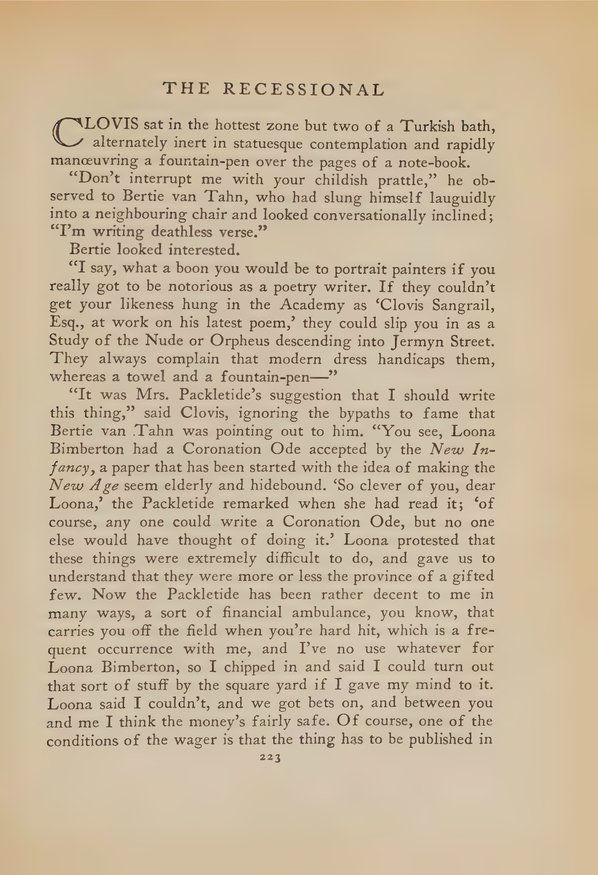 THE RECESSIONAL
CLOVIS sat in the hottest zone but two of a Turkish bath,
alternately inert in statuesque contemplation and rapidly
manœuvring a fountain-pen over the pages of a note-book.
“Don’t interrupt me with your childish prattle,” he ob-
served to Bertie van Tahn, who had slung himself lauguidly
into a neighbouring chair and looked conversationally inclined;
“I’m writing deathless verse.”
Bertie looked interested.
“I say, what a boon you would be to portrait painters if you
really got to be notorious as a poetry writer. If they couldn’t
get your likeness hung in the Academy as ‘Clovis Sangrail,
Esq., at work on his latest poem,’ they could slip you in as a
Study of the Nude or Orpheus descending into Jermyn Street.
They always complain that modern dress handicaps them,
whereas a towel and a fountain-pen—”
“It was Mrs. Packletide’s suggestion that I should write
this thing,” said Clovis, ignoring the bypaths to fame that
Bertie van Tahn was pointing out to him. “You see, Loona
Bimberton had a Coronation Ode accepted by the New In-
fancy, a paper that has been started with the idea of making the
New Age seem elderly and hidebound. ‘So clever of you, dear
Loona,’ the Packletide remarked when she had read it; ‘of
course, any one could write a Coronation Ode, but no one
else would have thought of doing it.’ Loona protested that
these things were extremely difficult to do, and gave us to
understand that they were more or less the province of a gifted
few. Now the Packletide has been rather decent to me in
many ways, a sort of financial ambulance, you know, that
carries you off the field when you’re hard hit, which is a fre-
quent occurrence with me, and I’ve no use whatever for
Loona Bimberton, so I chipped in and said I could turn out
that sort of stuff by the square yard if I gave my mind to it.
Loona said I couldn’t, and we got bets on, and between you
and me I think the money’s fairly safe. Of course, one of the
conditions of the wager is that the thing has to be published in
223